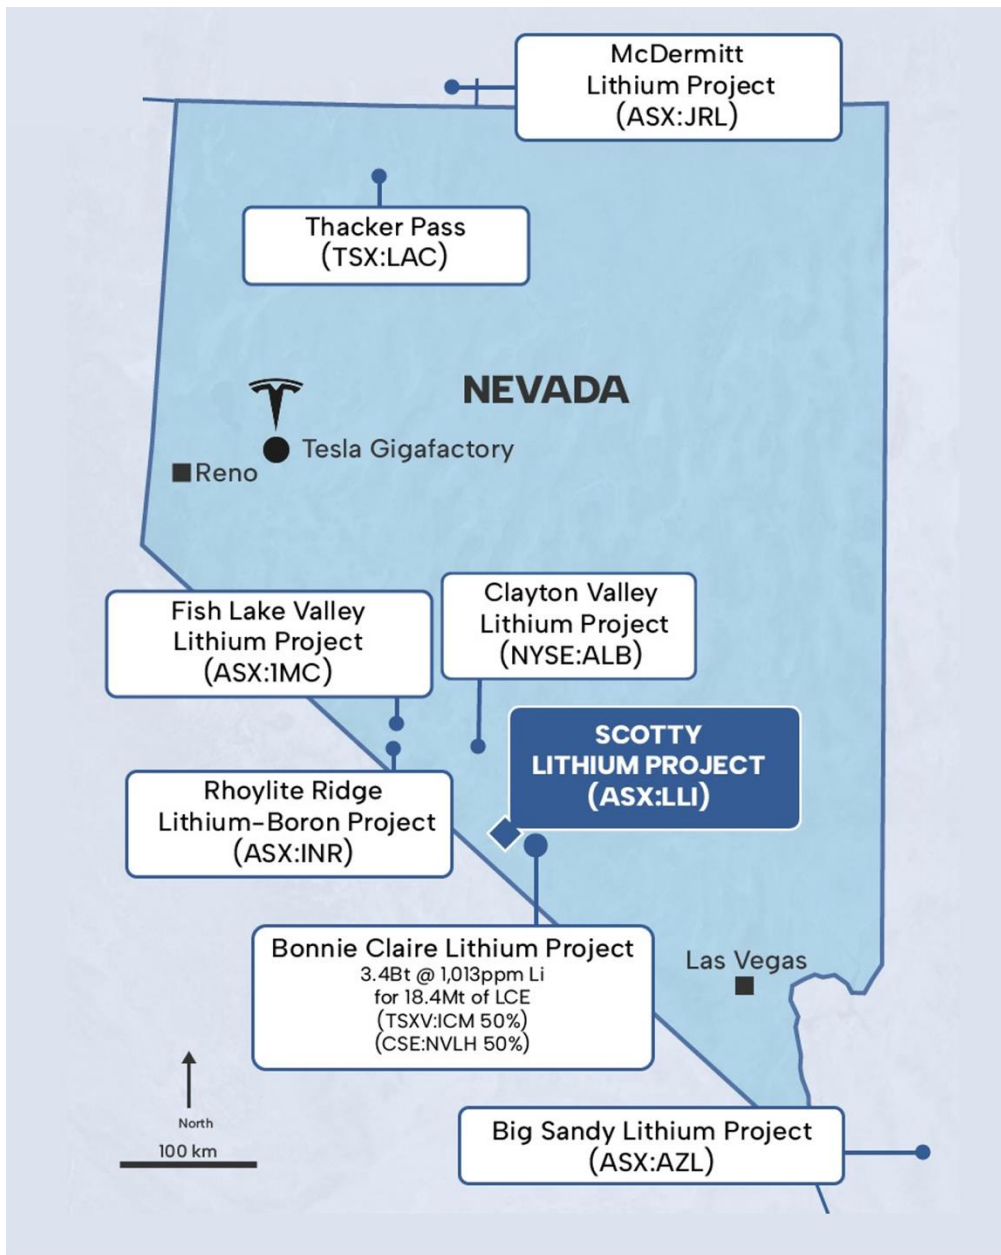 McDermitt
Lithium Project
(ASX:JRL)
Thacker Pass
(TSX:LAC)
NEVADA
Tesla Gigafactory
Reno
Fish Lake Valley
Lithium Project
(ASX:1MC)
Clayton Valley
Lithium Project
(NYSE:ALB)
SCOTTY
LITHIUM PROJECT
(ASX:LLI)
Rhoylite Ridge
Lithium-Boron Project
(ASX:INR)
Bonnie Claire Lithium Project
3.4Bt @ 1,013ppm Li
for 18.4Mt of LCE
(TSXV:ICM 50%)
(CSE:NVLH 50%)
Las Vegas
North
100 km
Big Sandy Lithium Project
(ASX:AZL)